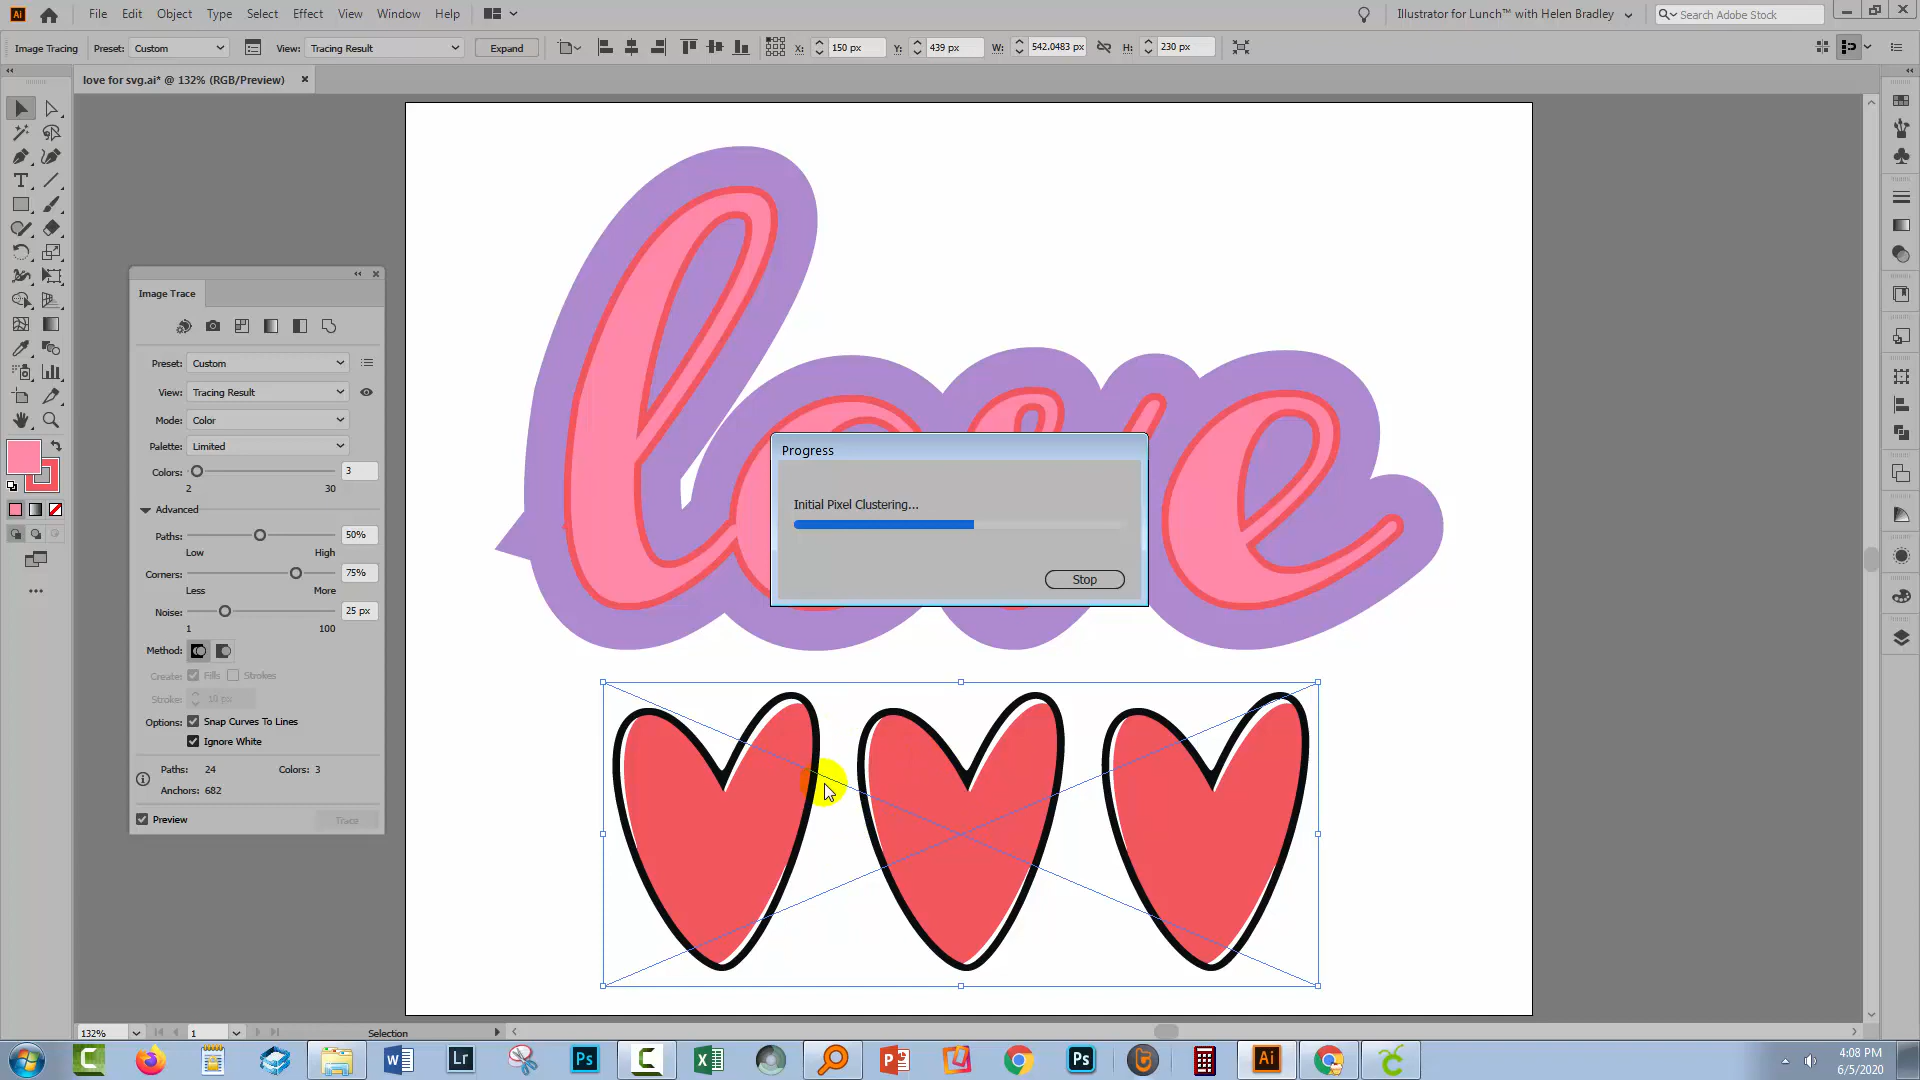 File Edit Object Type Select Effect View Window Help
Illustrator for Lunch™ with Helen Bradley
Search Adobe Stock
Image Tracing Preset: Custom View: Tracing Result Expand X: 150 px Y: 439 px W: 542.0483 px H: 230 px
love for svg.ai* @ 132% (RGB/Preview)
love
Image Trace
Preset: Custom
View: Tracing Result
Mode: Color
Palette: Limited
Colors: 3
2 30
Advanced
Paths: 50%
Low High
Corners: 75%
Less More
Noise: 25 px
1 100
Method:
Create: Fills Strokes
Stroke: 10 px
Options: Snap Curves To Lines
Ignore White
Paths: 24 Colors: 3
Anchors: 682
Preview Trace
Progress
Initial Pixel Clustering...
Stop
132% 1 Selection
4:08 PM
6/5/2020